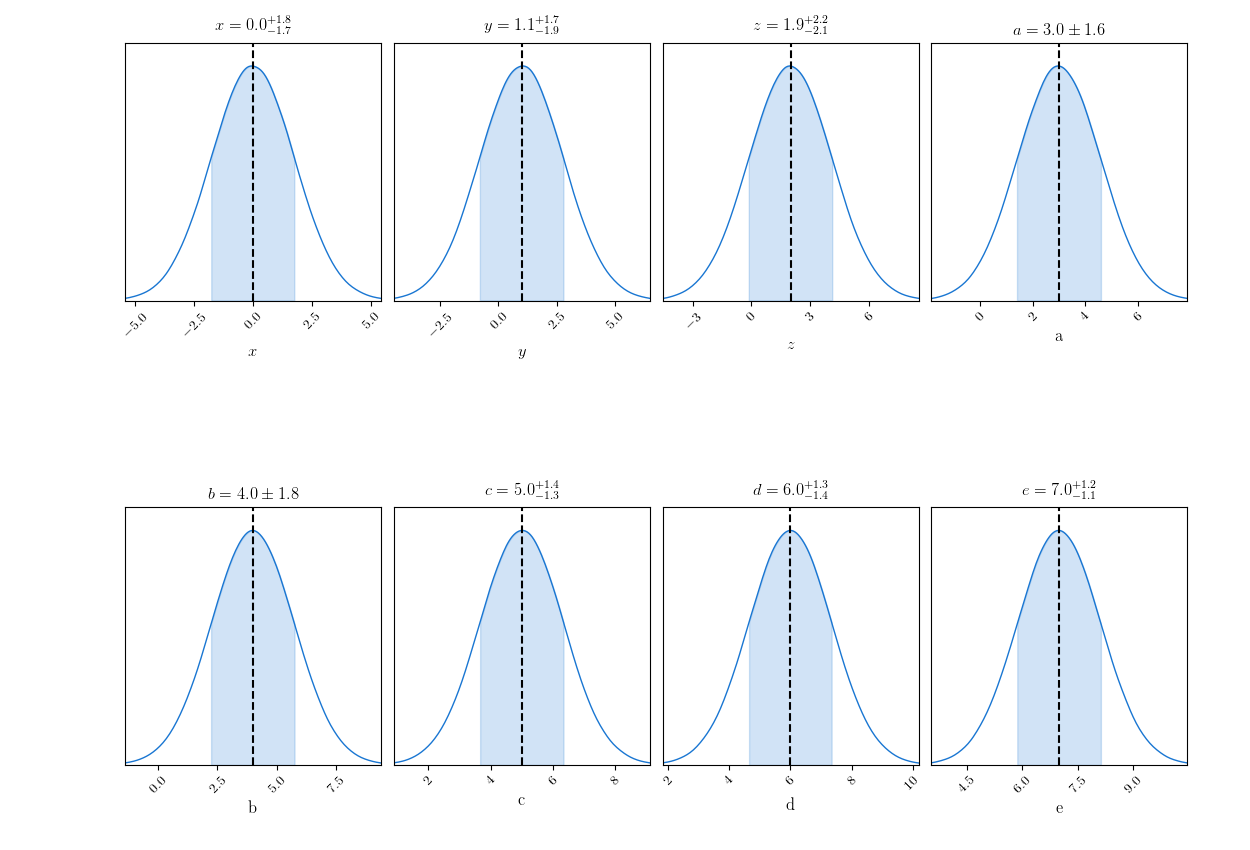 x = 0.0^{+1.8}_{-1.7} y = 1.1^{+1.7}_{-1.9} z = 1.9^{+2.2}_{-2.1} a = 3.0 ± 1.6
−5.0 −2.5 0.0 2.5 5.0 −2.5 0.0 2.5 5.0 −3 0 3 6 0 2 4 6
x y z a
b = 4.0 ± 1.8 c = 5.0^{+1.4}_{-1.3} d = 6.0^{+1.3}_{-1.4} e = 7.0^{+1.2}_{-1.1}
0.0 2.5 5.0 7.5 2 4 6 8 2 4 6 8 10 4.5 6.0 7.5 9.0
b c d e